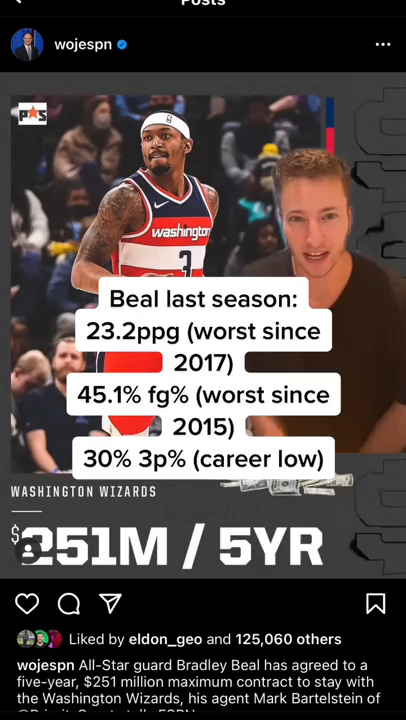 Posts
wojespn
P★S
washington
3
Beal last season:
23.2ppg (worst since
2017)
45.1% fg% (worst since
2015)
30% 3p% (career low)
WASHINGTON WIZARDS
$251M / 5YR
Liked by eldon_geo and 125,060 others
wojespn All-Star guard Bradley Beal has agreed to a
five-year, $251 million maximum contract to stay with
the Washington Wizards, his agent Mark Bartelstein of